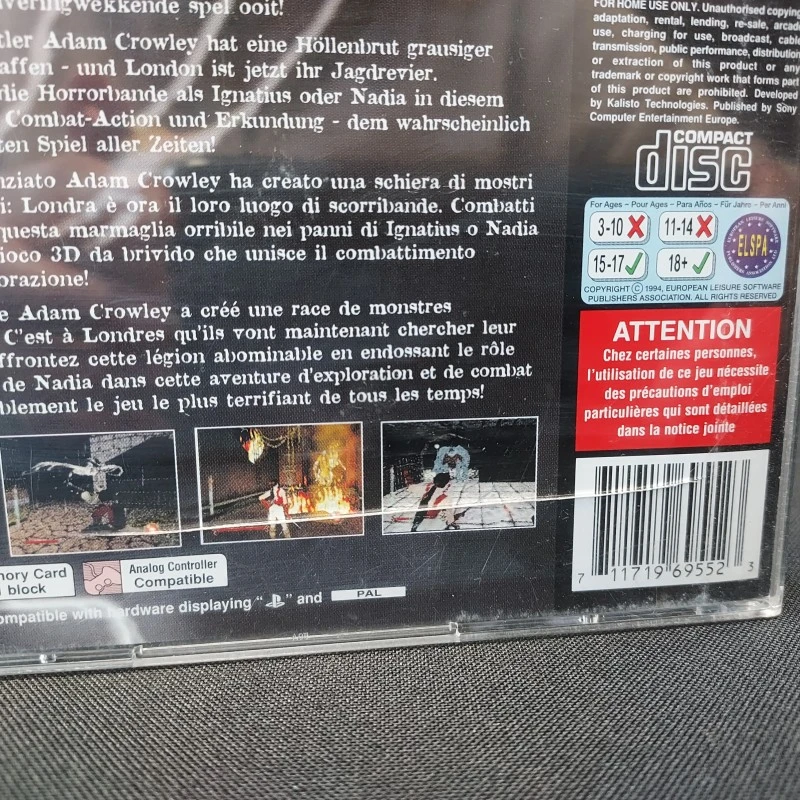 spel ooit!
Adam Crowley hat eine Höllenbrut grausiger
- und London ist jetzt ihr Jagdrevier.
die Horrorbande als Ignatius oder Nadia in diesem
Combat-Action und Erkundung - dem wahrscheinlich
Spiel aller Zeiten!
Adam Crowley ha creato una schiera di mostri
Londra è ora il loro luogo di scorribande. Combatti
questa marmaglia orribile nei panni di Ignatius o Nadia
3D da brivido che unisce il combattimento
Adam Crowley a créé une race de monstres
C"est à Londres qu'ils vont maintenant chercher leur
cette légion abominable en endossant le rôle
de Nadia dans cette aventure d'exploration et de combat
le jeu le plus terrifiant de tous les temps!
Card
block
Analog Controller
Compatible
with hardware displaying " " and PAL
FOR HOME USE ONLY. Unauthorised copying,
adaptation, rental, lending, re-sale, arcade
use, charging for use, broadcast, cable
transmission, public performance, distribution
or extraction of this product or any
trademark or copyright work that forms part
of this product are prohibited. Developed
by Kalisto Technologies. Published by Sony
Computer Entertainment Europe.
COMPACT
disc
For Ages - Pour Ages - Para Años - Für Jahre - Per Anni
3-10 11-14
15-17 18+
ELSPA
COPYRIGHT © 1994, EUROPEAN LEISURE SOFTWARE
PUBLISHERS ASSOCIATION. ALL RIGHTS RESERVED
ATTENTION
Chez certaines personnes,
l'utilisation de ce jeu nécessite
des précautions d'emploi
particulières qui sont détaillées
dans la notice jointe
7 11719 69552 3